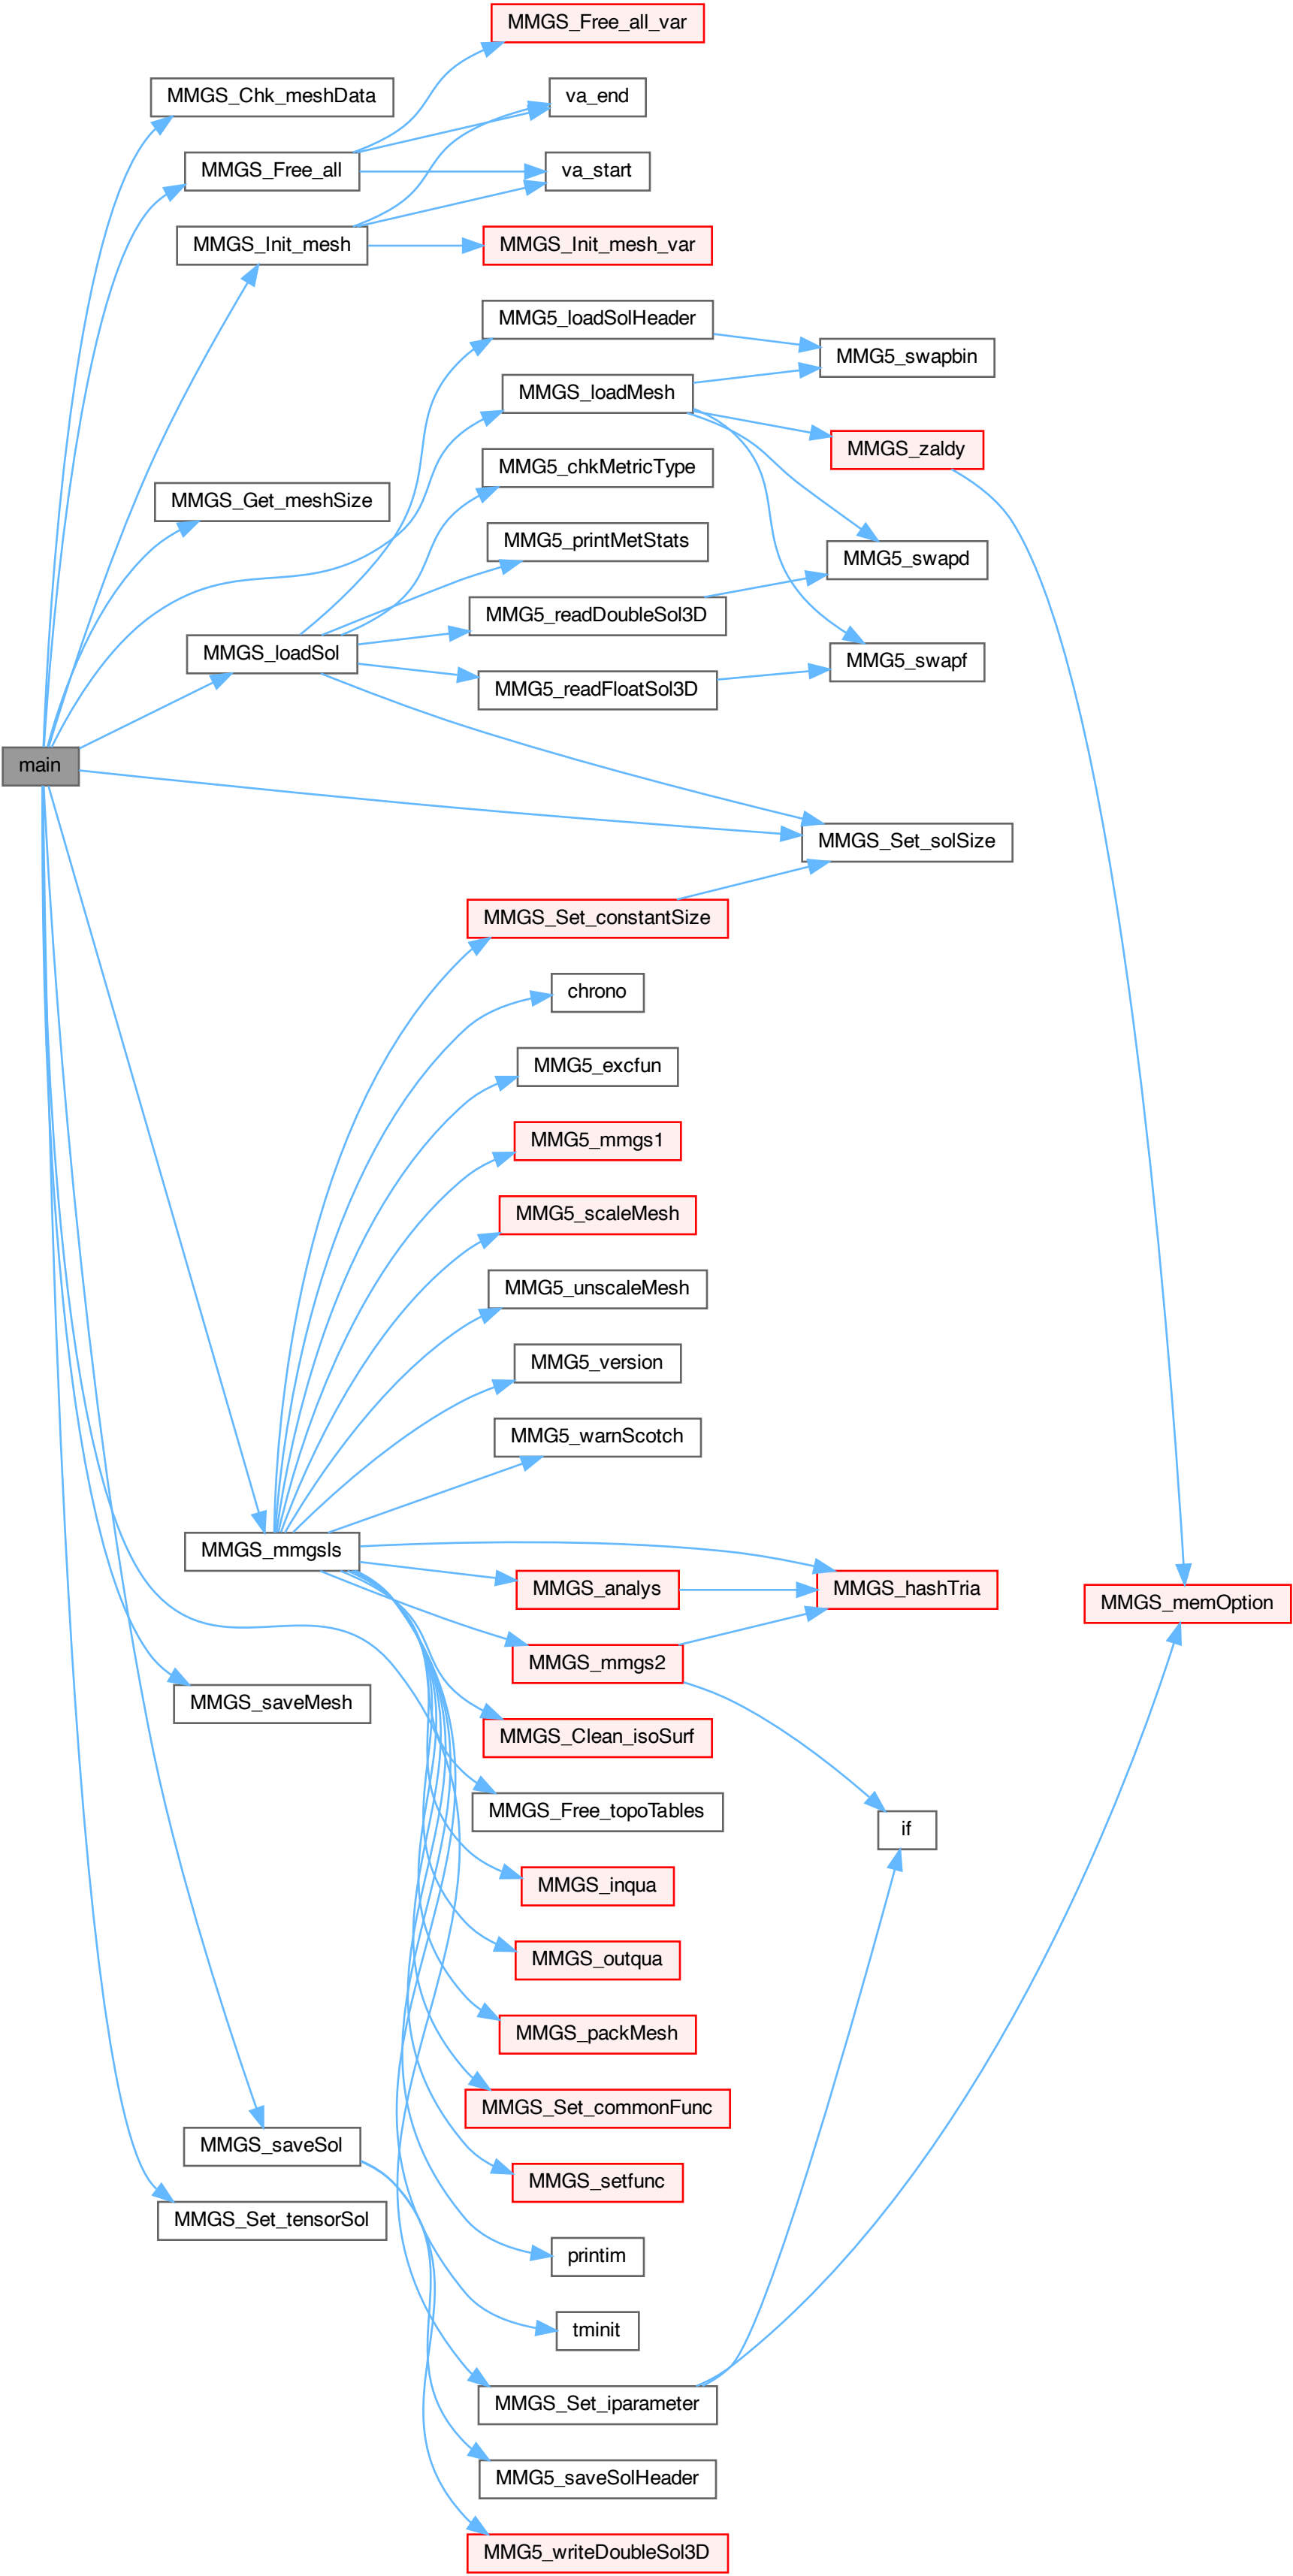 MMGS_Free_all_var
MMGS_Chk_meshData
va_end
MMGS_Free_all
va_start
MMGS_Init_mesh
MMGS_Init_mesh_var
MMG5_loadSolHeader
MMG5_swapbin
MMGS_loadMesh
MMGS_zaldy
MMG5_chkMetricType
MMGS_Get_meshSize
MMG5_printMetStats
MMG5_swapd
MMG5_readDoubleSol3D
MMGS_loadSol
MMG5_swapf
MMG5_readFloatSol3D
main
MMGS_Set_solSize
MMGS_Set_constantSize
chrono
MMG5_excfun
MMG5_mmgs1
MMG5_scaleMesh
MMG5_unscaleMesh
MMG5_version
MMG5_warnScotch
MMGS_mmgsls
MMGS_analys
MMGS_hashTria
MMGS_memOption
MMGS_mmgs2
MMGS_saveMesh
MMGS_Clean_isoSurf
MMGS_Free_topoTables
if
MMGS_inqua
MMGS_outqua
MMGS_packMesh
MMGS_Set_commonFunc
MMGS_saveSol
MMGS_setfunc
MMGS_Set_tensorSol
printim
tminit
MMGS_Set_iparameter
MMG5_saveSolHeader
MMG5_writeDoubleSol3D